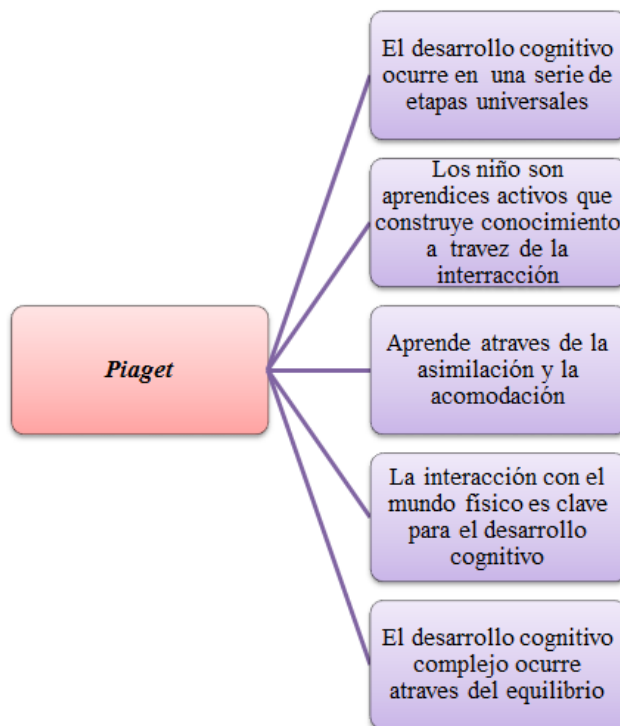 El desarrollo cognitivo
ocurre en una serie de
etapas universales
Los niño son
aprendices activos que
construye conocimiento
a travez de la
interracción
Piaget
Aprende atraves de la
asimilación y la
acomodación
La interacción con el
mundo físico es clave
para el desarrollo
cognitivo
El desarrollo cognitivo
complejo ocurre
atraves del equilibrio